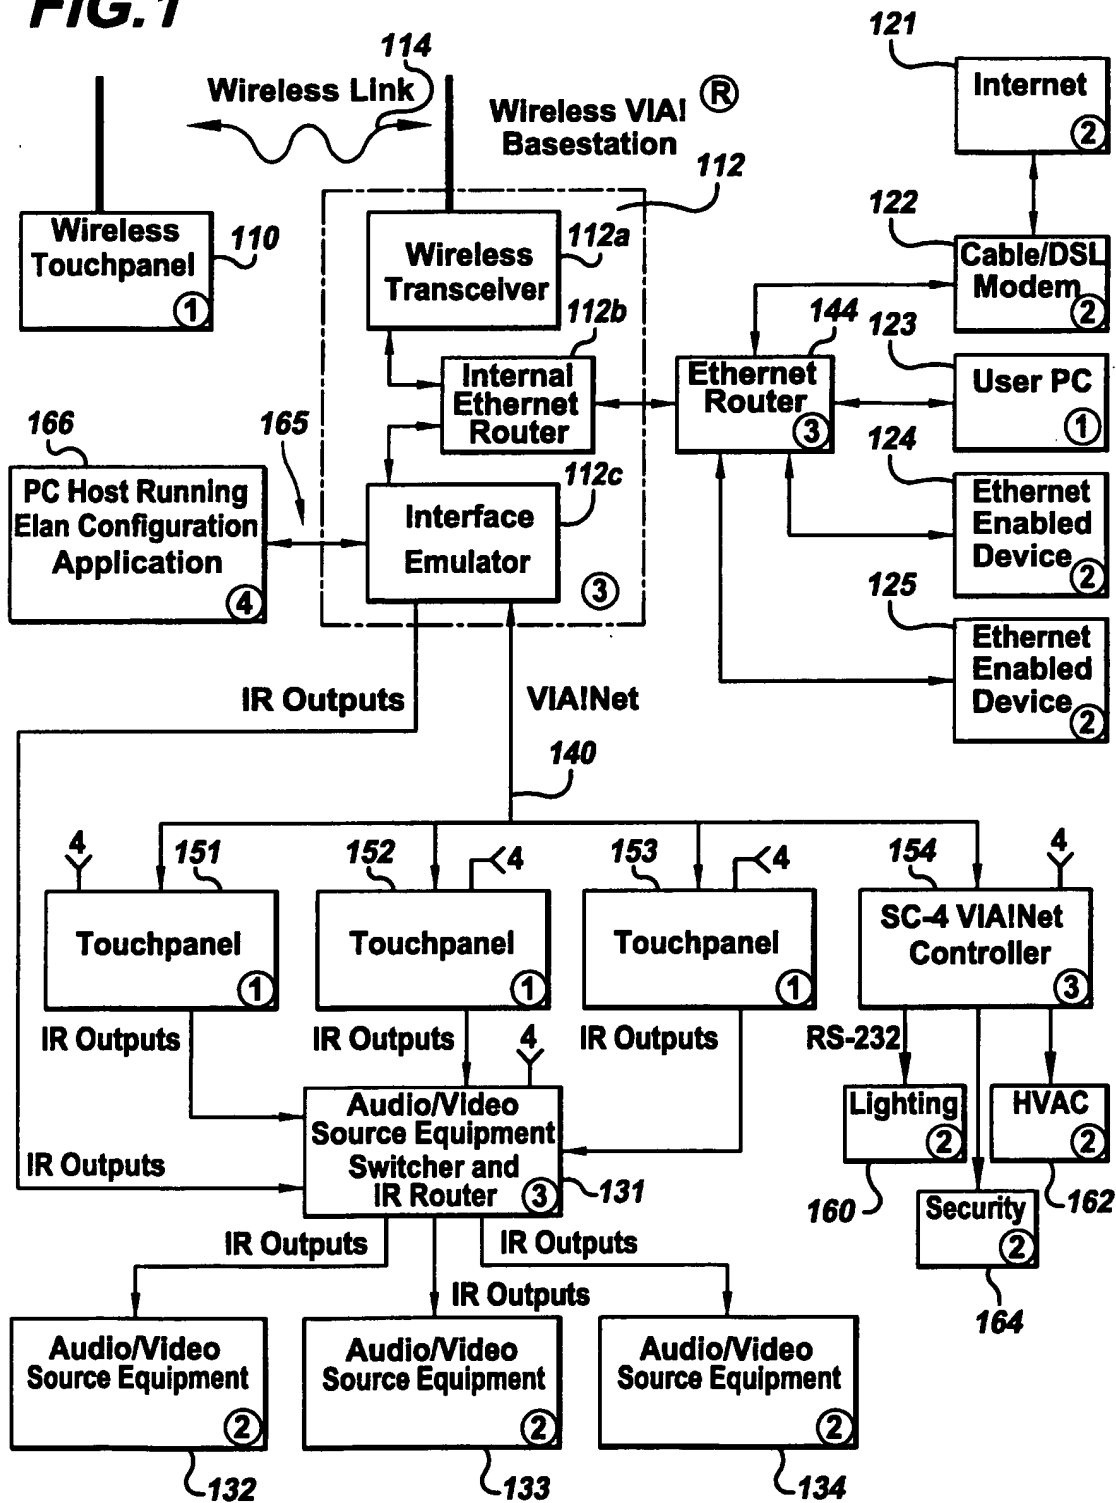 FIG.1
114
Wireless Link
Wireless VIA! ®
Basestation
112
121
Internet
2
Wireless
Touchpanel
1
110
Wireless
Transceiver
112a
122
Cable/DSL
Modem
2
112b
Internal
Ethernet
Router
144
Ethernet
Router
3
123
User PC
1
166
165
PC Host Running
Elan Configuration
Application
4
112c
Interface
Emulator
3
124
Ethernet
Enabled
Device
2
125
Ethernet
Enabled
Device
2
IR Outputs
VIA!Net
140
4
151
Touchpanel
1
152
4
Touchpanel
1
153
4
Touchpanel
1
154
4
SC-4 VIA!Net
Controller
3
IR Outputs
IR Outputs
4
IR Outputs
RS-232
Audio/Video
Source Equipment
Switcher and
IR Router
3
131
IR Outputs
Lighting
2
160
HVAC
2
162
Security
2
164
IR Outputs
IR Outputs
IR Outputs
Audio/Video
Source Equipment
2
132
Audio/Video
Source Equipment
2
133
Audio/Video
Source Equipment
2
134